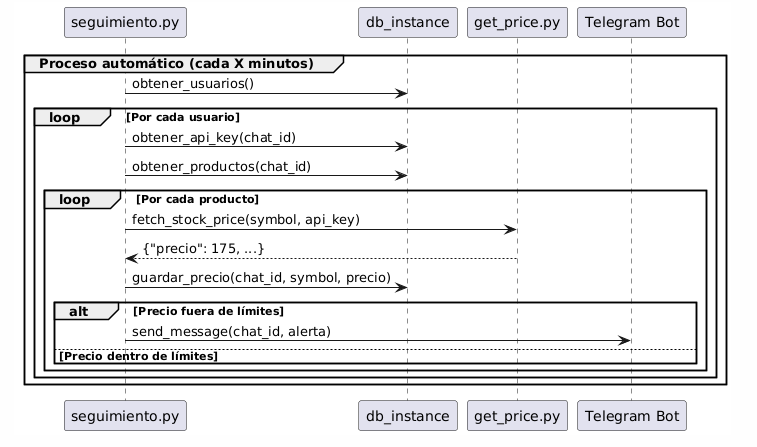 seguimiento.py db_instance get_price.py Telegram Bot
Proceso automático (cada X minutos)
obtener_usuarios()
loop [Por cada usuario]
obtener_api_key(chat_id)
obtener_productos(chat_id)
loop [Por cada producto]
fetch_stock_price(symbol, api_key)
{"precio": 175, ...}
guardar_precio(chat_id, symbol, precio)
alt [Precio fuera de límites]
send_message(chat_id, alerta)
[Precio dentro de límites]
seguimiento.py db_instance get_price.py Telegram Bot